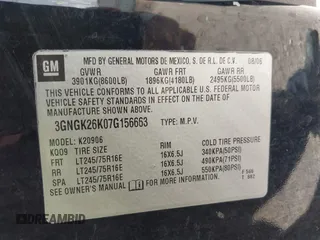 GM
MFD BY GENERAL MOTORS DE MEXICO, S. DE R.L. DE C.V. 08/06
GVWR GAWR FRT GAWR RR
3901KG(8600LB) 1896KG(4180LB) 2495KG(5500LB)
THIS VEHICLE CONFORMS TO ALL APPLICABLE U.S. FEDERAL
MOTOR VEHICLE SAFETY STANDARDS IN EFFECT ON THE DATE
OF MANUFACTURE SHOWN ABOVE.
3GNGK26K07G156663 TYPE: M.P.V.
MODEL: K20906
KQ09 TIRE SIZE RIM COLD TIRE PRESSURE
FRT LT245/75R16E 16X6.5J 340KPA(50PSI)
RR LT245/75R16E 16X6.5J 490KPA(71PSI)
SPA LT245/75R16E 16X6.5J 550KPA(80PSI)
SEE OWNER'S MANUAL FOR MORE INFORMATION.
© DREAMBID